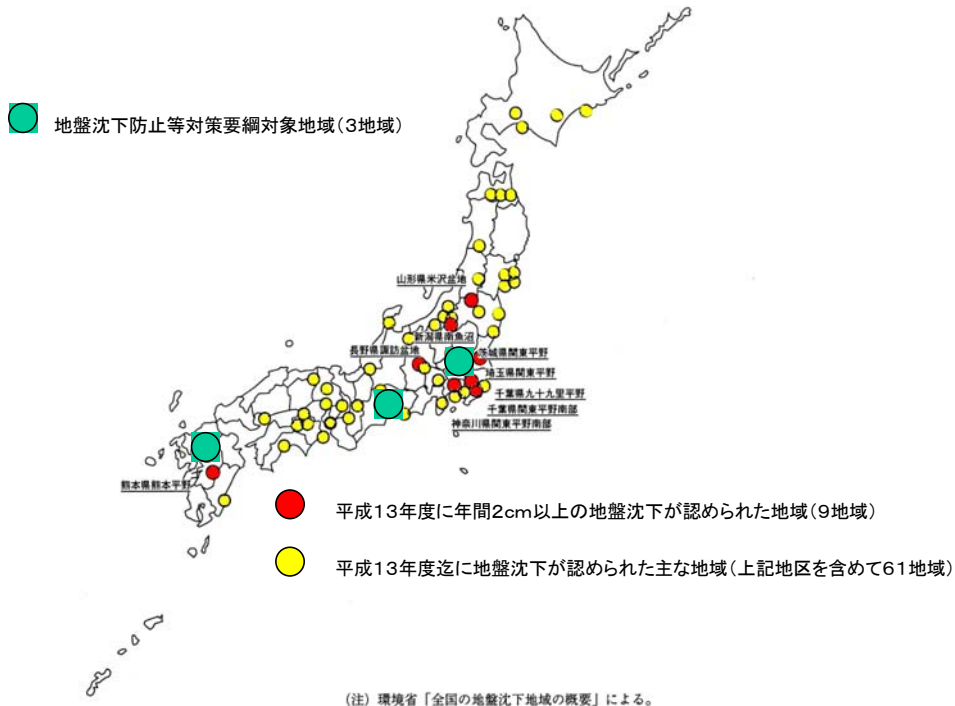 地盤沈下防止等対策要綱対象地域(3地域)
山形県米沢盆地
新潟県南魚沼
長野県諏訪盆地
茨城県関東平野
埼玉県関東平野
千葉県九十九里平野
千葉県関東平野南部
神奈川県関東平野南部
熊本県熊本平野
平成13年度に年間2cm以上の地盤沈下が認められた地域(9地域)
平成13年度迄に地盤沈下が認められた主な地域(上記地区を含めて61地域)
(注) 環境省「全国の地盤沈下地域の概要」による。